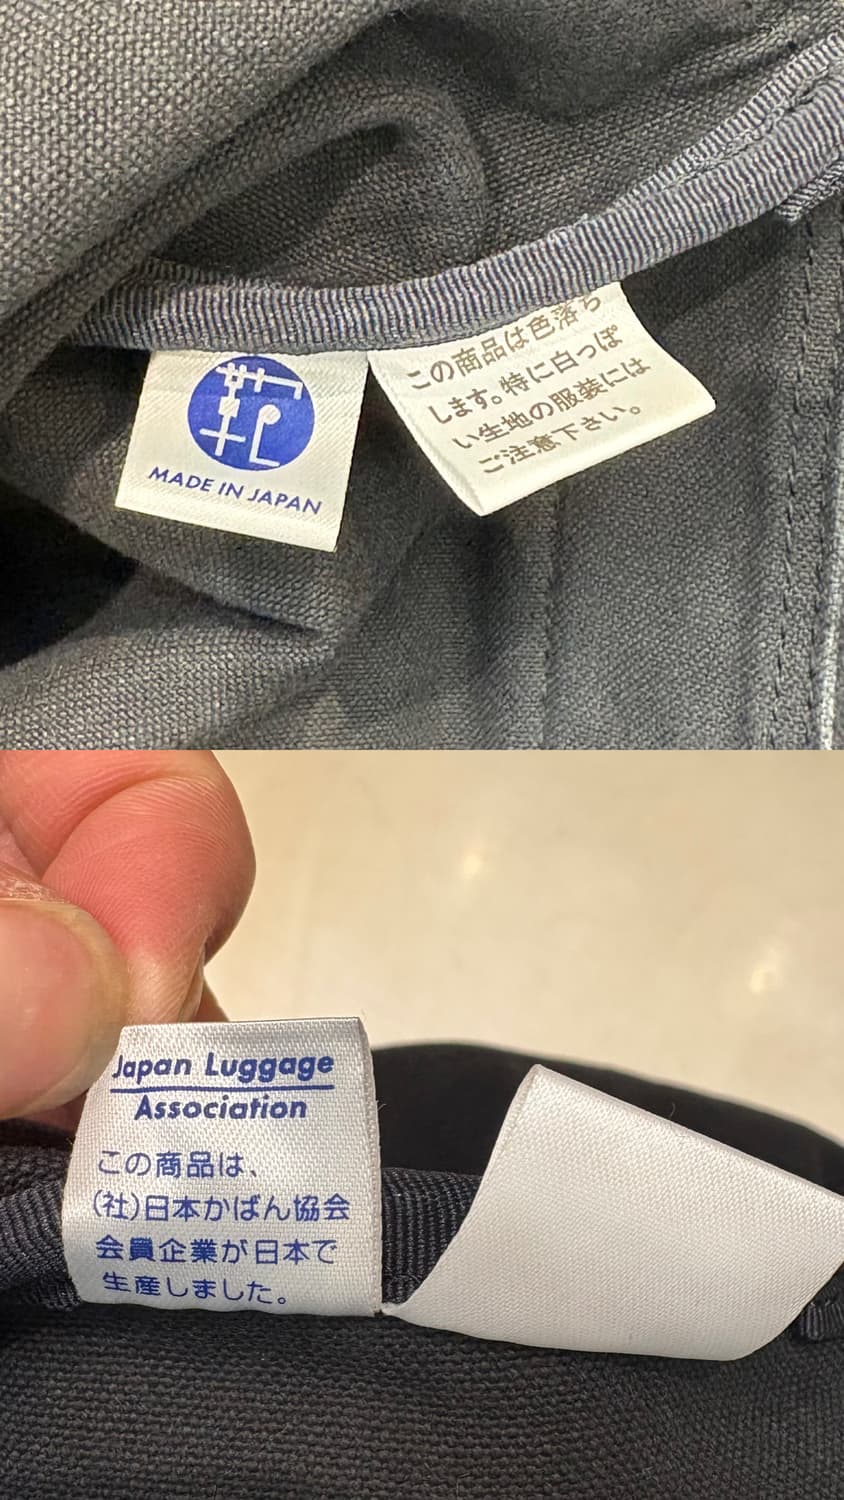 MADE IN JAPAN
この商品は色落ち
します。特に白っぽ
い生地の服装には
ご注意下さい。
Japan Luggage
Association
この商品は、
(社)日本かばん協会
会員企業が日本で
生産しました。